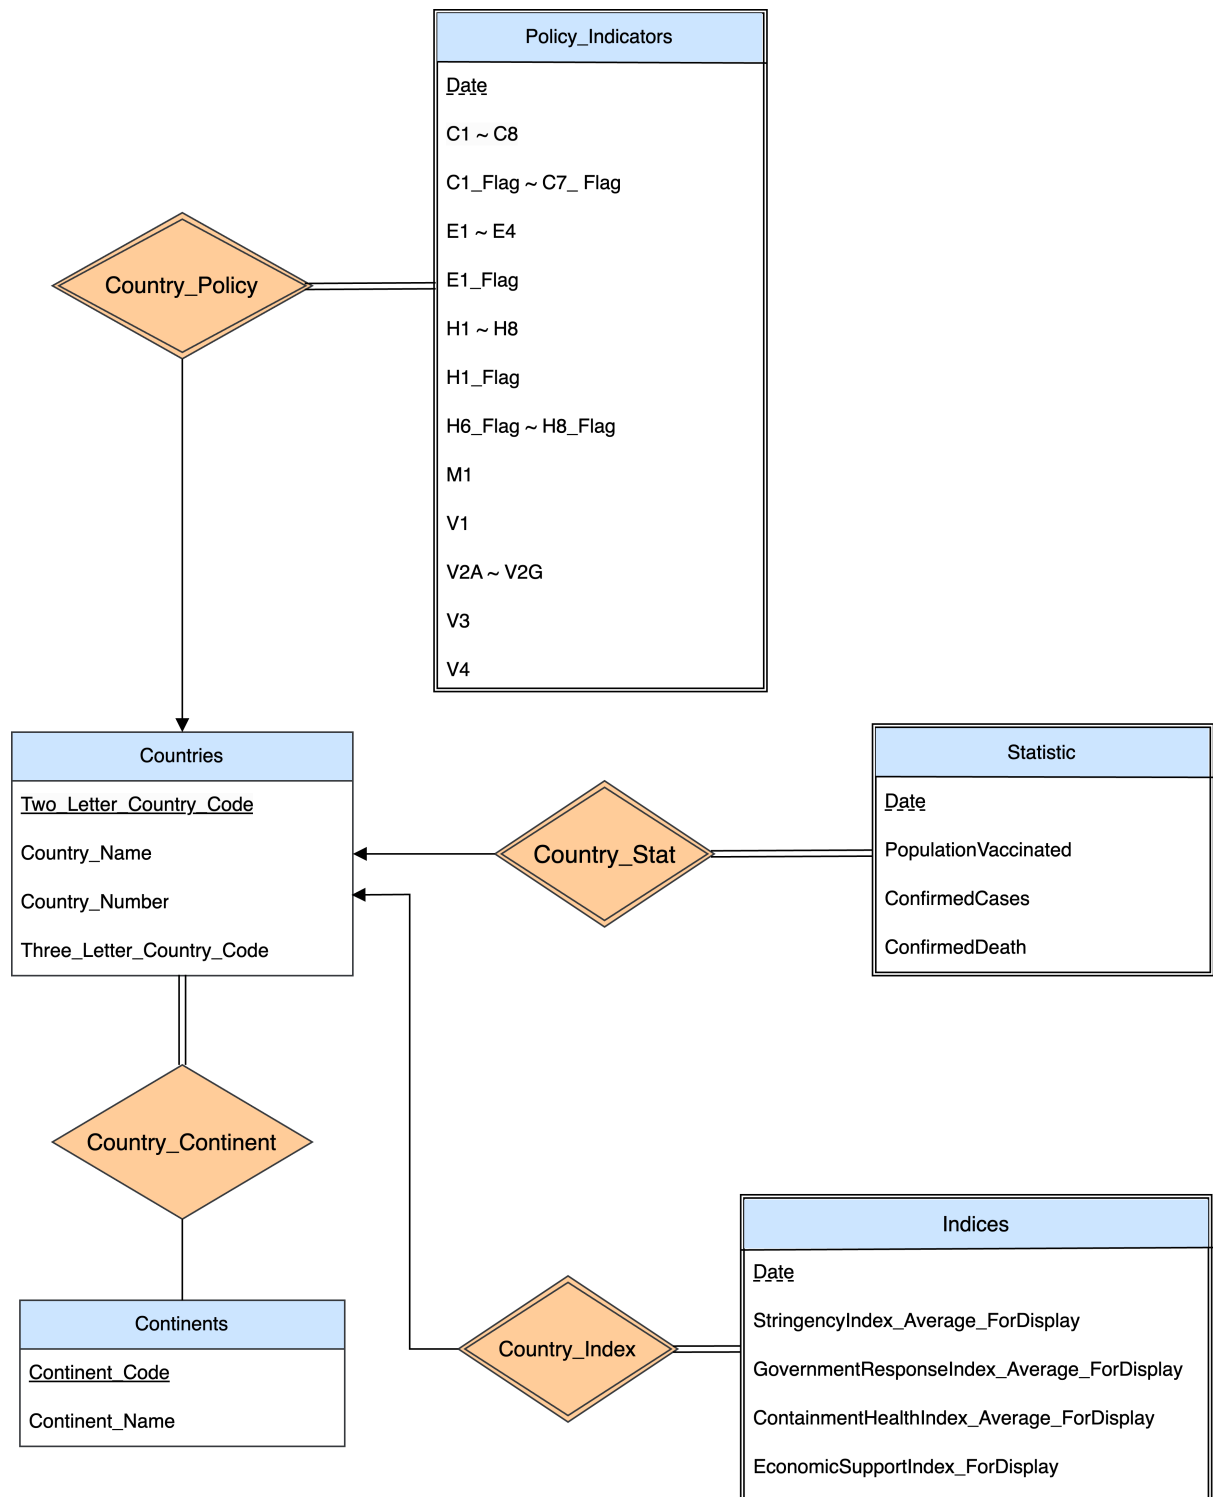 Policy_Indicators
Date
C1 ~ C8
C1_Flag ~ C7_ Flag
E1 ~ E4
E1_Flag
H1 ~ H8
H1_Flag
H6_Flag ~ H8_Flag
M1
V1
V2A ~ V2G
V3
V4
Country_Policy
Countries
Two_Letter_Country_Code
Country_Name
Country_Number
Three_Letter_Country_Code
Country_Stat
Statistic
Date
PopulationVaccinated
ConfirmedCases
ConfirmedDeath
Country_Continent
Continents
Continent_Code
Continent_Name
Country_Index
Indices
Date
StringencyIndex_Average_ForDisplay
GovernmentResponseIndex_Average_ForDisplay
ContainmentHealthIndex_Average_ForDisplay
EconomicSupportIndex_ForDisplay